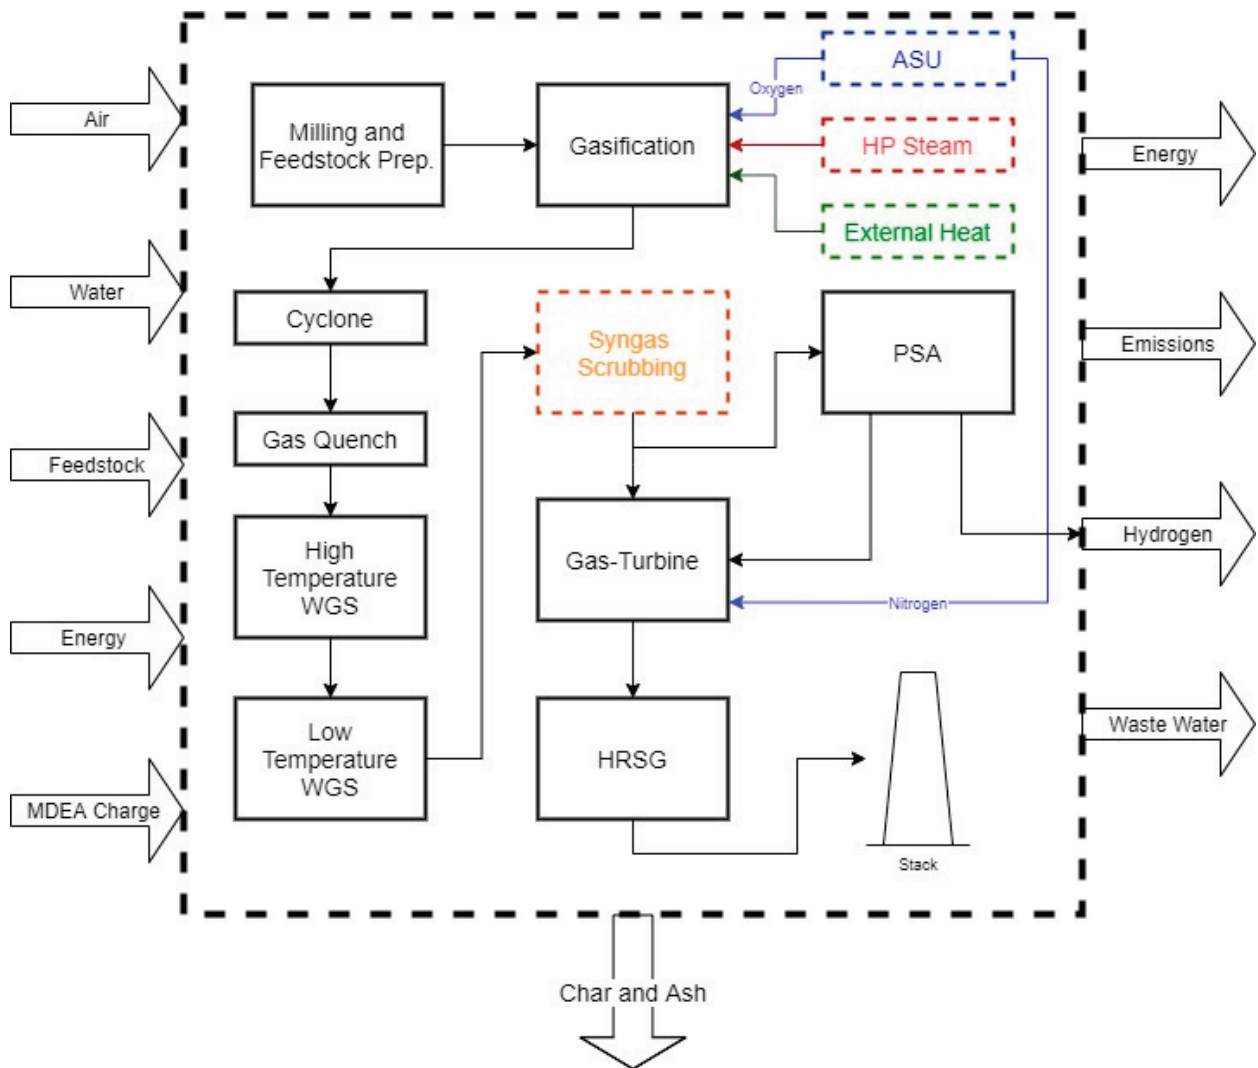 ASU
Oxygen
Air
Milling and
Feedstock Prep.
Gasification
HP Steam
Energy
External Heat
Water
Cyclone
Syngas
Scrubbing
PSA
Emissions
Gas Quench
Feedstock
High
Temperature
WGS
Gas-Turbine
Hydrogen
Nitrogen
Energy
Low
Temperature
WGS
HRSG
Waste Water
MDEA Charge
Stack
Char and Ash